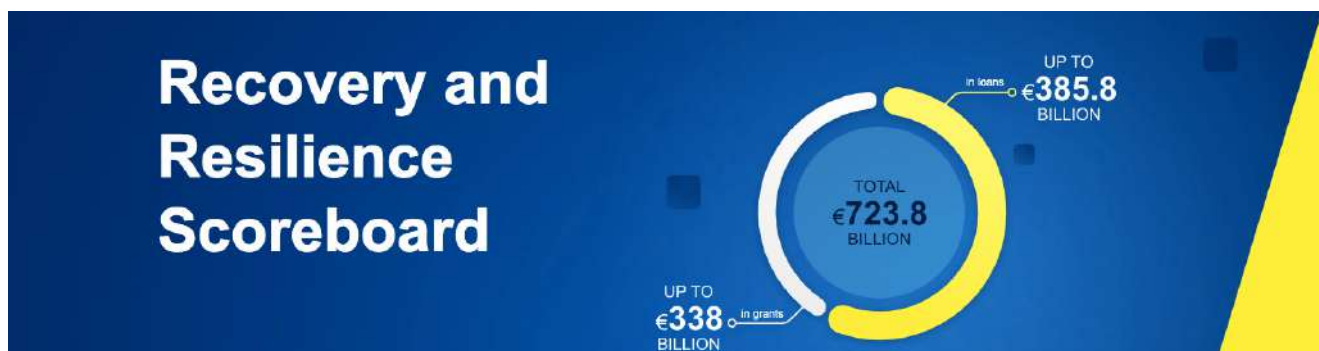 Recovery and
Resilience
Scoreboard
UP TO
€385.8
BILLION
in loans
TOTAL
€723.8
BILLION
UP TO
€338
BILLION
in grants